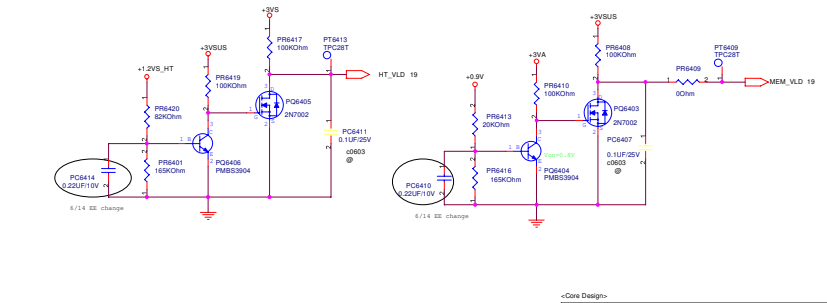 +3VS
PR6417
100KOhm
PT6413
TPC28T
HT_VLD 19
+3VSUS
PR6419
100KOhm
+1.2VS_HT
PR6420
82KOhm
PQ6405
2N7002
PC6411
0.1UF/25V
c0603
@
PR6401
165KOhm
PQ6406
PMBS3904
PC6414
0.22UF/10V
6/14 EE change
+3VSUS
PR6408
100KOhm
PT6409
TPC28T
PR6409
0Ohm
MEM_VLD 19
+3VA
PR6410
100KOhm
+0.9V
PR6413
20KOhm
PQ6403
2N7002
PC6407
0.1UF/25V
c0603
@
PR6416
165KOhm
PQ6404
PMBS3904
PC6410
0.22UF/10V
6/14 EE change
<Core Design>